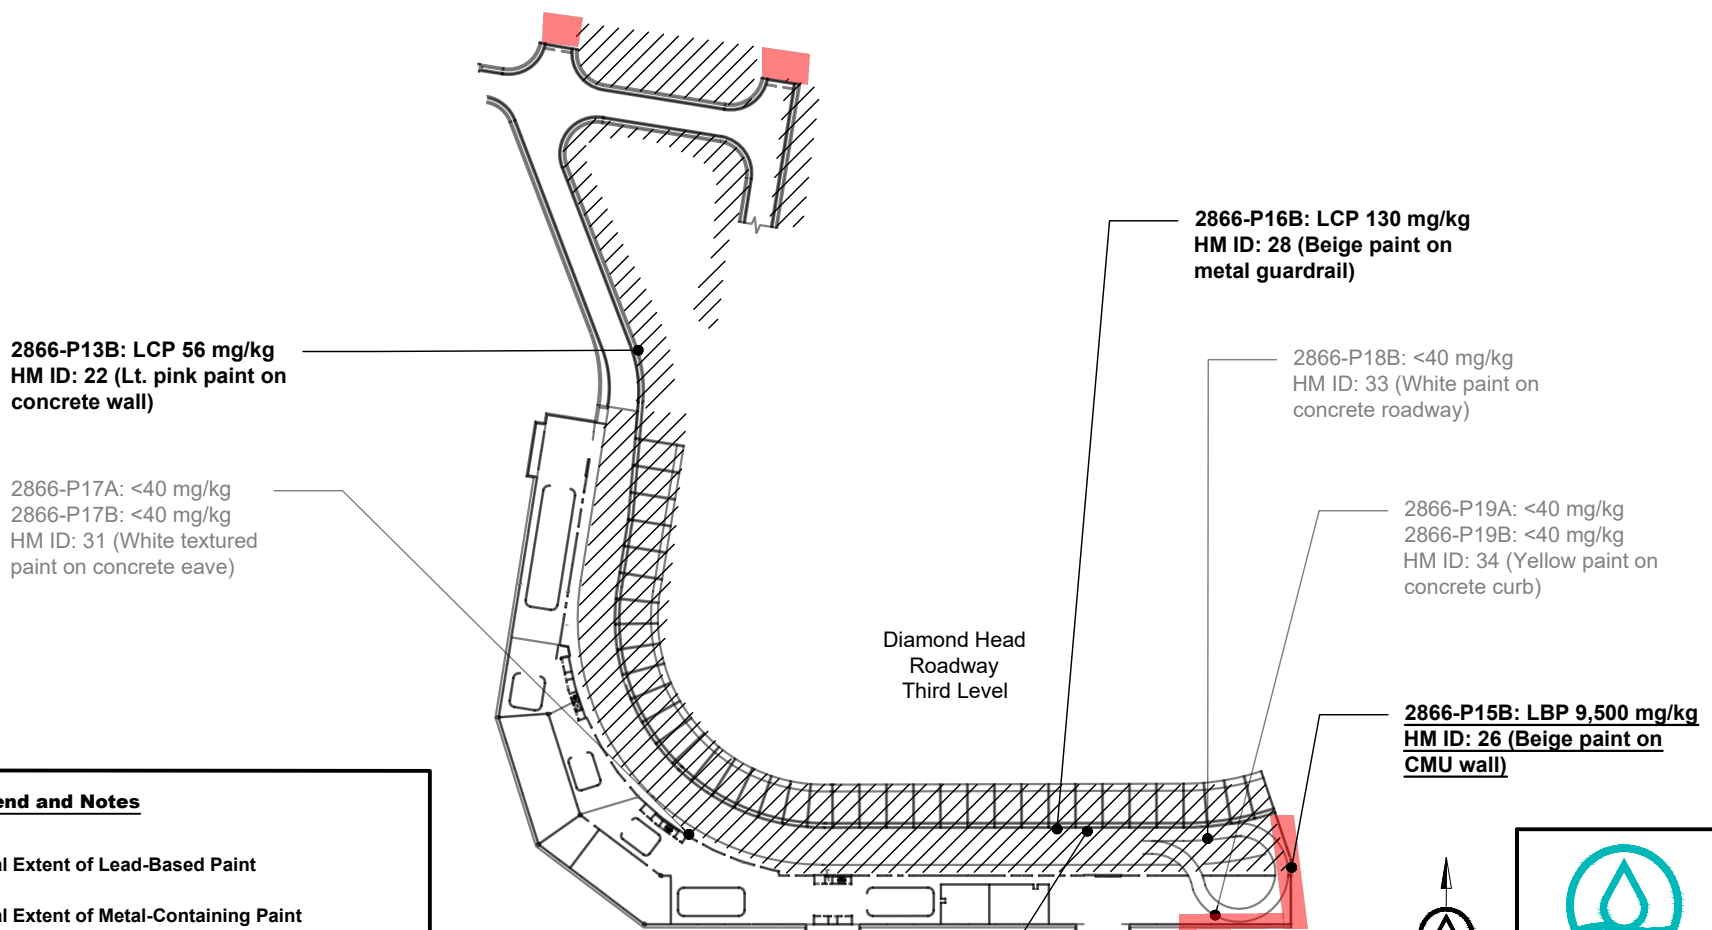 2866-P16B: LCP 130 mg/kg
HM ID: 28 (Beige paint on
metal guardrail)
2866-P13B: LCP 56 mg/kg
HM ID: 22 (Lt. pink paint on
concrete wall)
2866-P18B: <40 mg/kg
HM ID: 33 (White paint on
concrete roadway)
2866-P17A: <40 mg/kg
2866-P17B: <40 mg/kg
HM ID: 31 (White textured
paint on concrete eave)
2866-P19A: <40 mg/kg
2866-P19B: <40 mg/kg
HM ID: 34 (Yellow paint on
concrete curb)
Diamond Head
Roadway
Third Level
2866-P15B: LBP 9,500 mg/kg
HM ID: 26 (Beige paint on
CMU wall)
end and Notes
al Extent of Lead-Based Paint
al Extent of Metal-Containing Paint